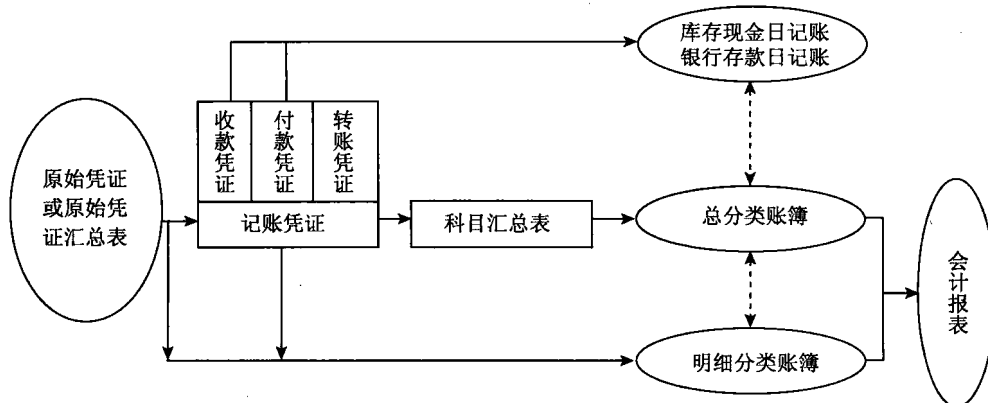 库存现金日记账
银行存款日记账
收款凭证
付款凭证
转账凭证
原始凭证
或原始凭
证汇总表
记账凭证
科目汇总表
总分类账簿
会计报表
明细分类账簿